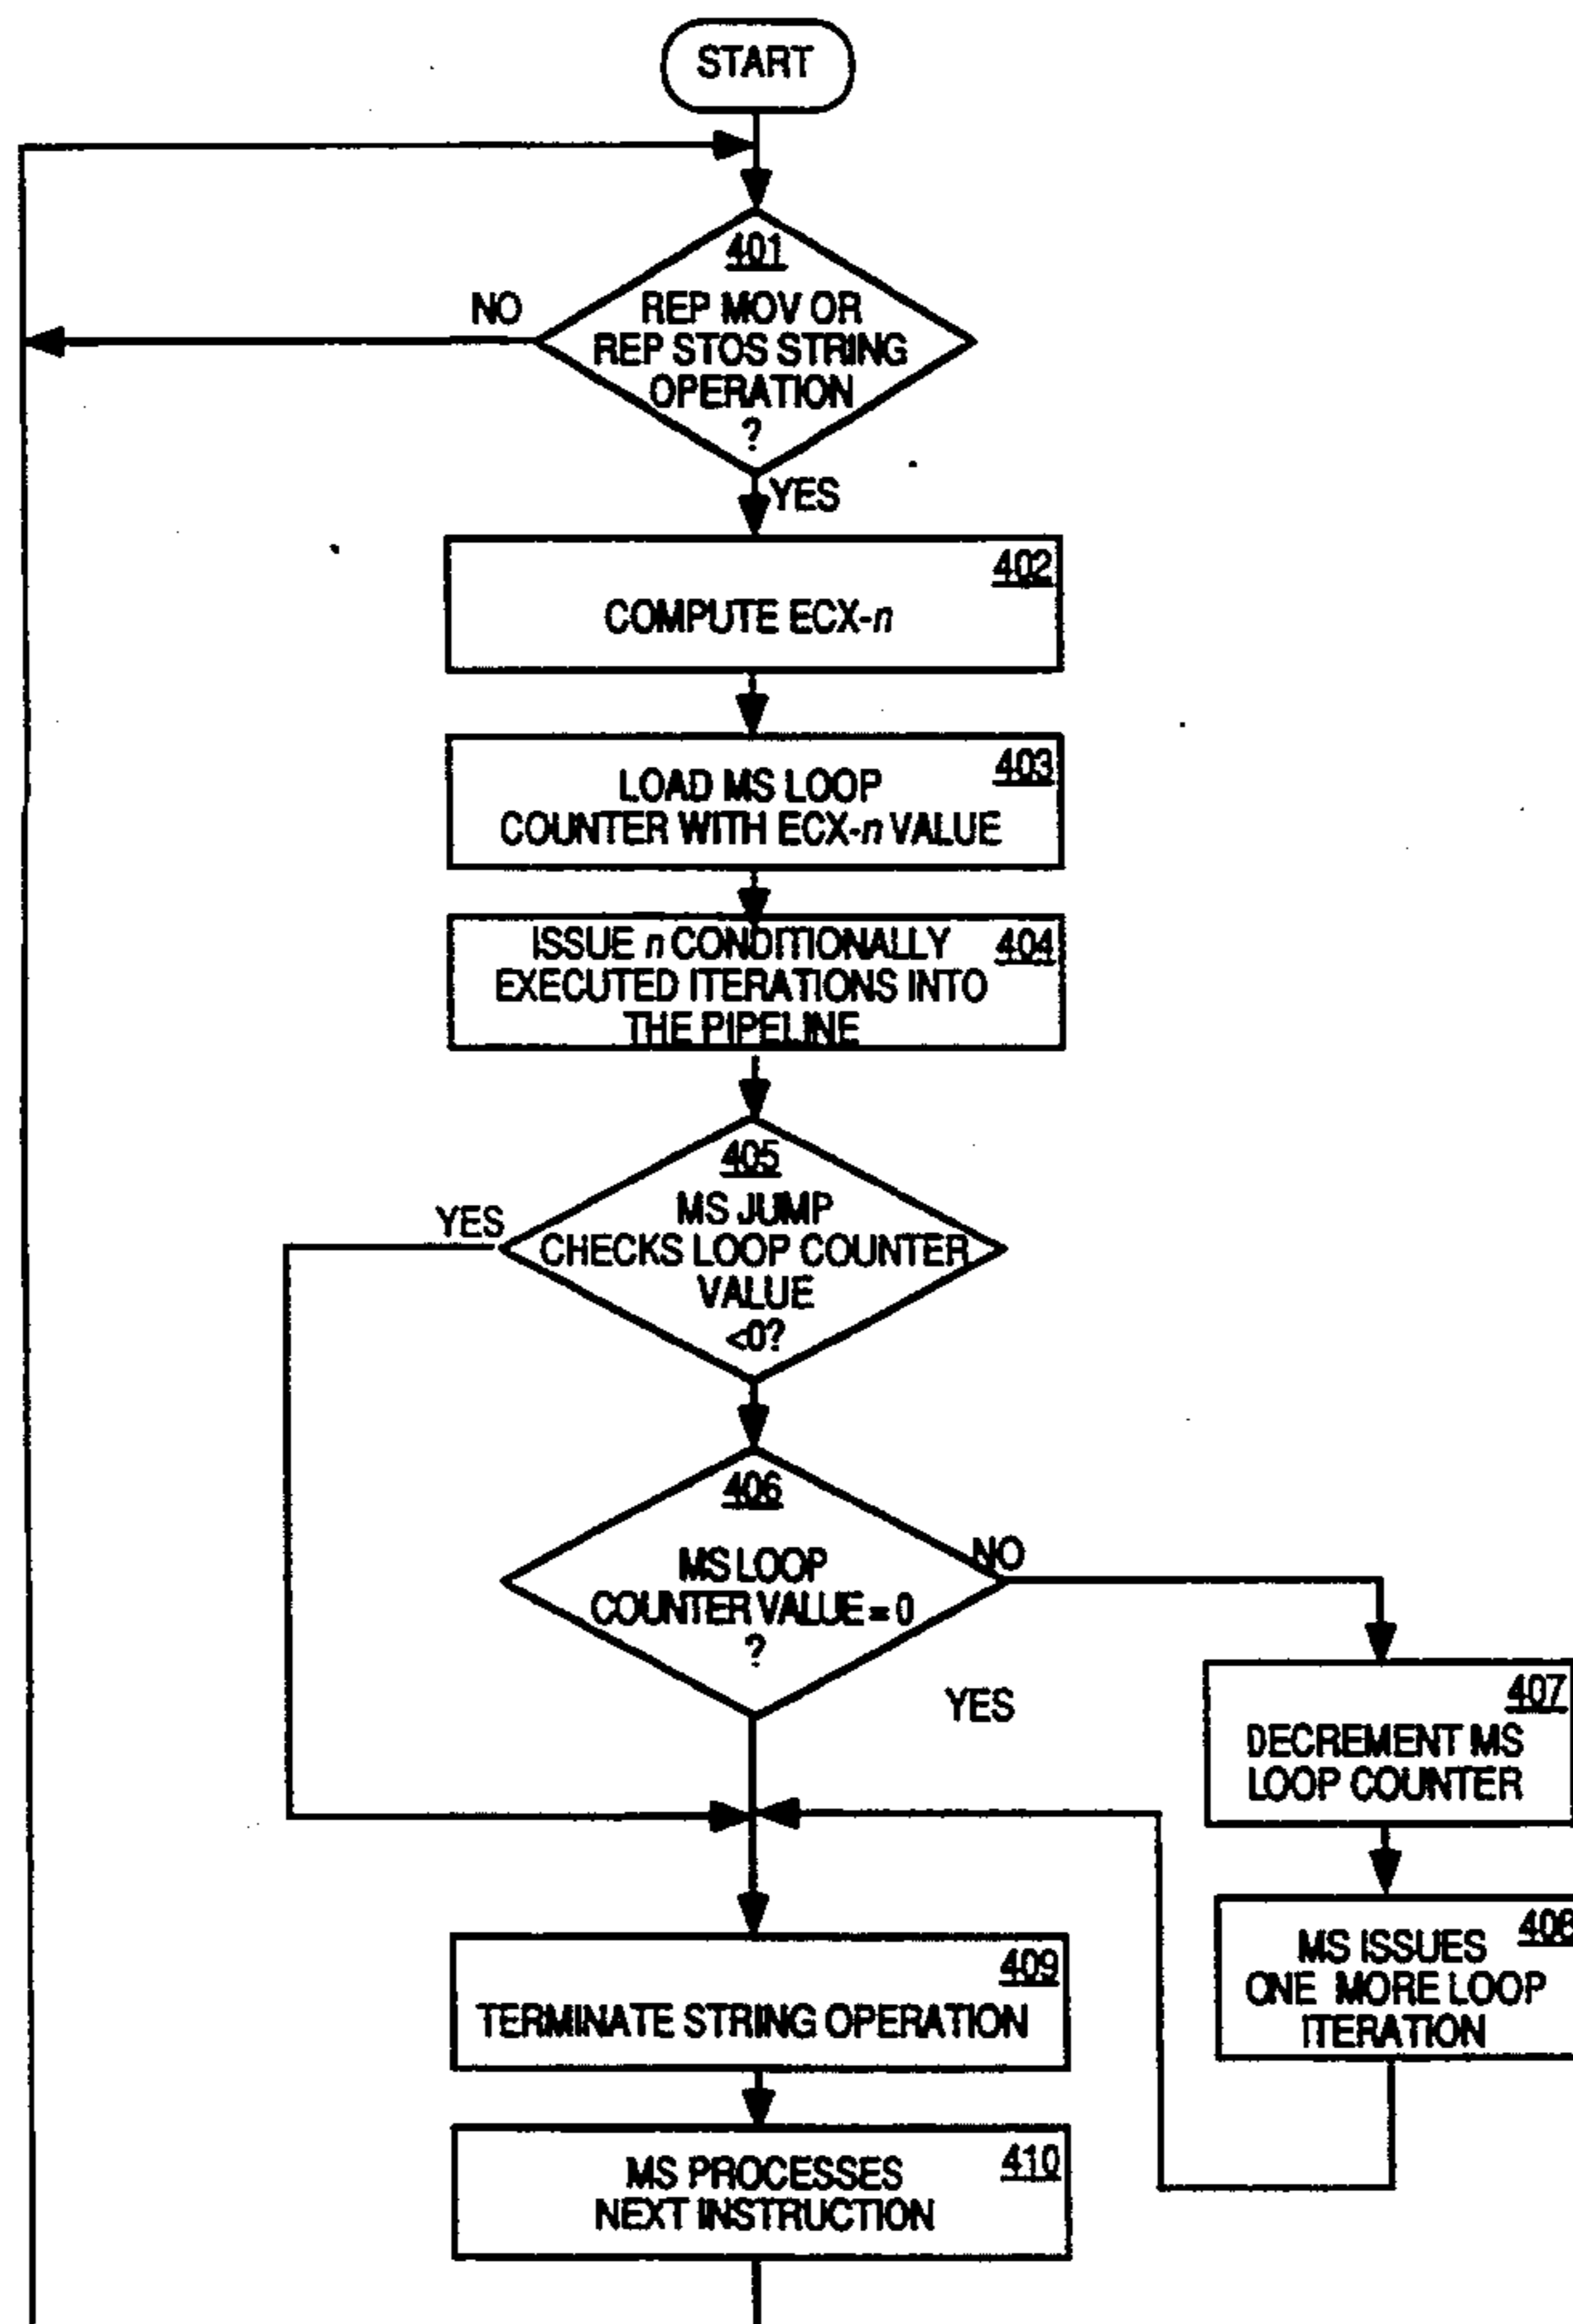 START
401
NO
REP MOV OR
REP STOS STRING
OPERATION
?
YES
402
COMPUTE ECX-n
403
LOAD MS LOOP
COUNTER WITH ECX-n VALUE
ISSUE n CONDITIONALLY
404
EXECUTED ITERATIONS INTO
THE PIPELINE
405
MS JUMP
YES
CHECKS LOOP COUNTER
VALUE
<0?
406
NO
MS LOOP
COUNTER VALUE = 0
?
YES
407
DECREMENT MS
LOOP COUNTER
408
MS ISSUES
ONE MORE LOOP
ITERATION
409
TERMINATE STRING OPERATION
410
MS PROCESSES
NEXT INSTRUCTION